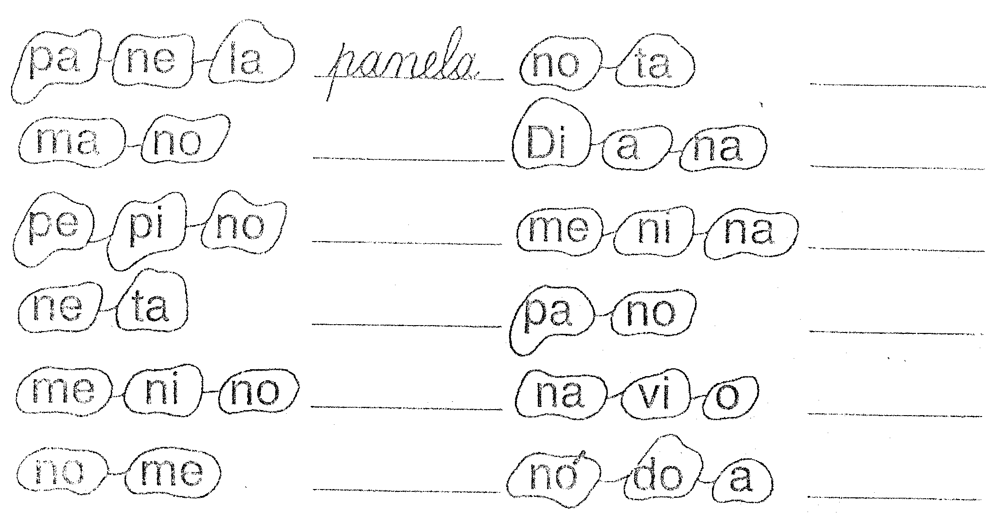 pa-ne-la panela no-ta
ma-no Di-a-na
pe-pi-no me-ni-na
ne-ta pa-no
me-ni-no na-vi-o
no-me nó-do-a